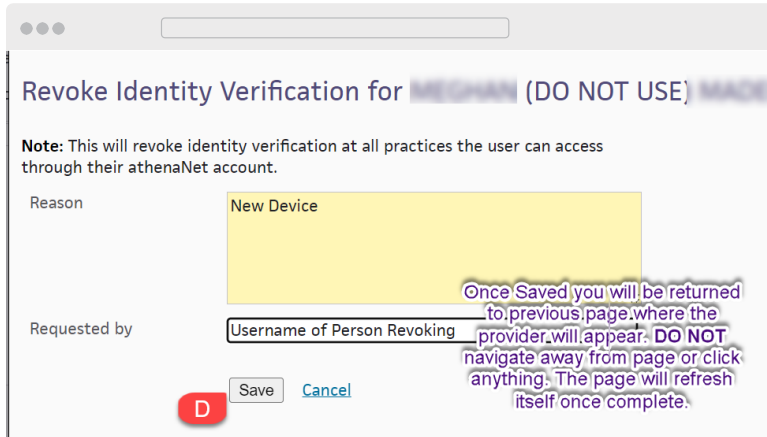 Revoke Identity Verification for (DO NOT USE)
Note: This will revoke identity verification at all practices the user can access
through their athenaNet account.
Reason
New Device
Requested by
Username of Person Revoking
Once Saved you will be returned
to previous page where the
provider will appear. DO NOT
navigate away from page or click
anything. The page will refresh
itself once complete.
D
Save
Cancel